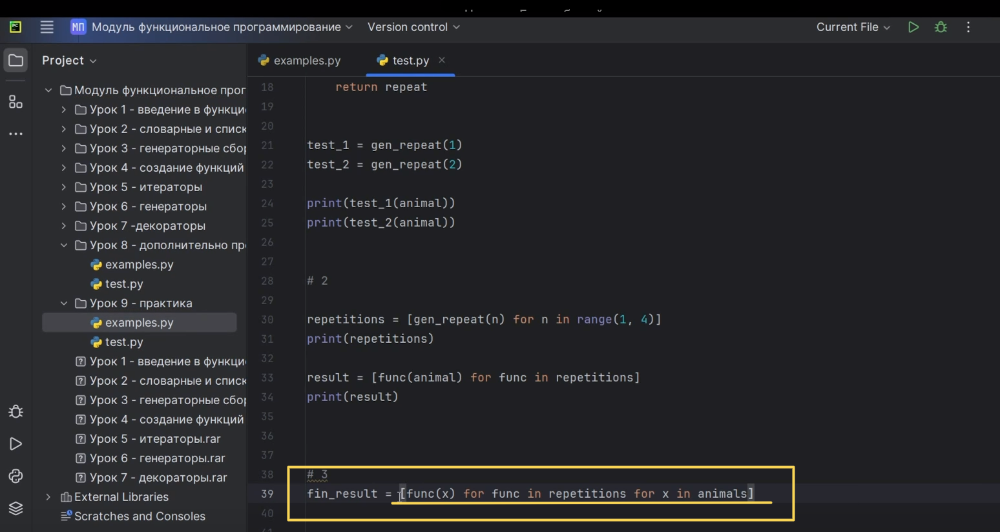 МП Модуль функциональное программирование Version control Current File
Project
examples.py test.py
Модуль функциональное прог
Урок 1 - введение в функци
Урок 2 - словарные и списк
Урок 3 - генераторные сбо
Урок 4 - создание функций
Урок 5 - итераторы
Урок 6 - генераторы
Урок 7 -декораторы
Урок 8 - дополнительно пр
examples.py
test.py
Урок 9 - практика
examples.py
test.py
Урок 1 - введение в функци
Урок 2 - словарные и списк
Урок 3 - генераторные сбо
Урок 4 - создание функций
Урок 5 - итераторы.rar
Урок 6 - генераторы.rar
Урок 7 - декораторы.rar
External Libraries
Scratches and Consoles
18 return repeat
19
20
21 test_1 = gen_repeat(1)
22 test_2 = gen_repeat(2)
23
24 print(test_1(animal))
25 print(test_2(animal))
26
27
28 # 2
29
30 repetitions = [gen_repeat(n) for n in range(1, 4)]
31 print(repetitions)
32
33 result = [func(animal) for func in repetitions]
34 print(result)
35
36
37
38 # 3
39 fin_result = [func(x) for func in repetitions for x in animals]
40